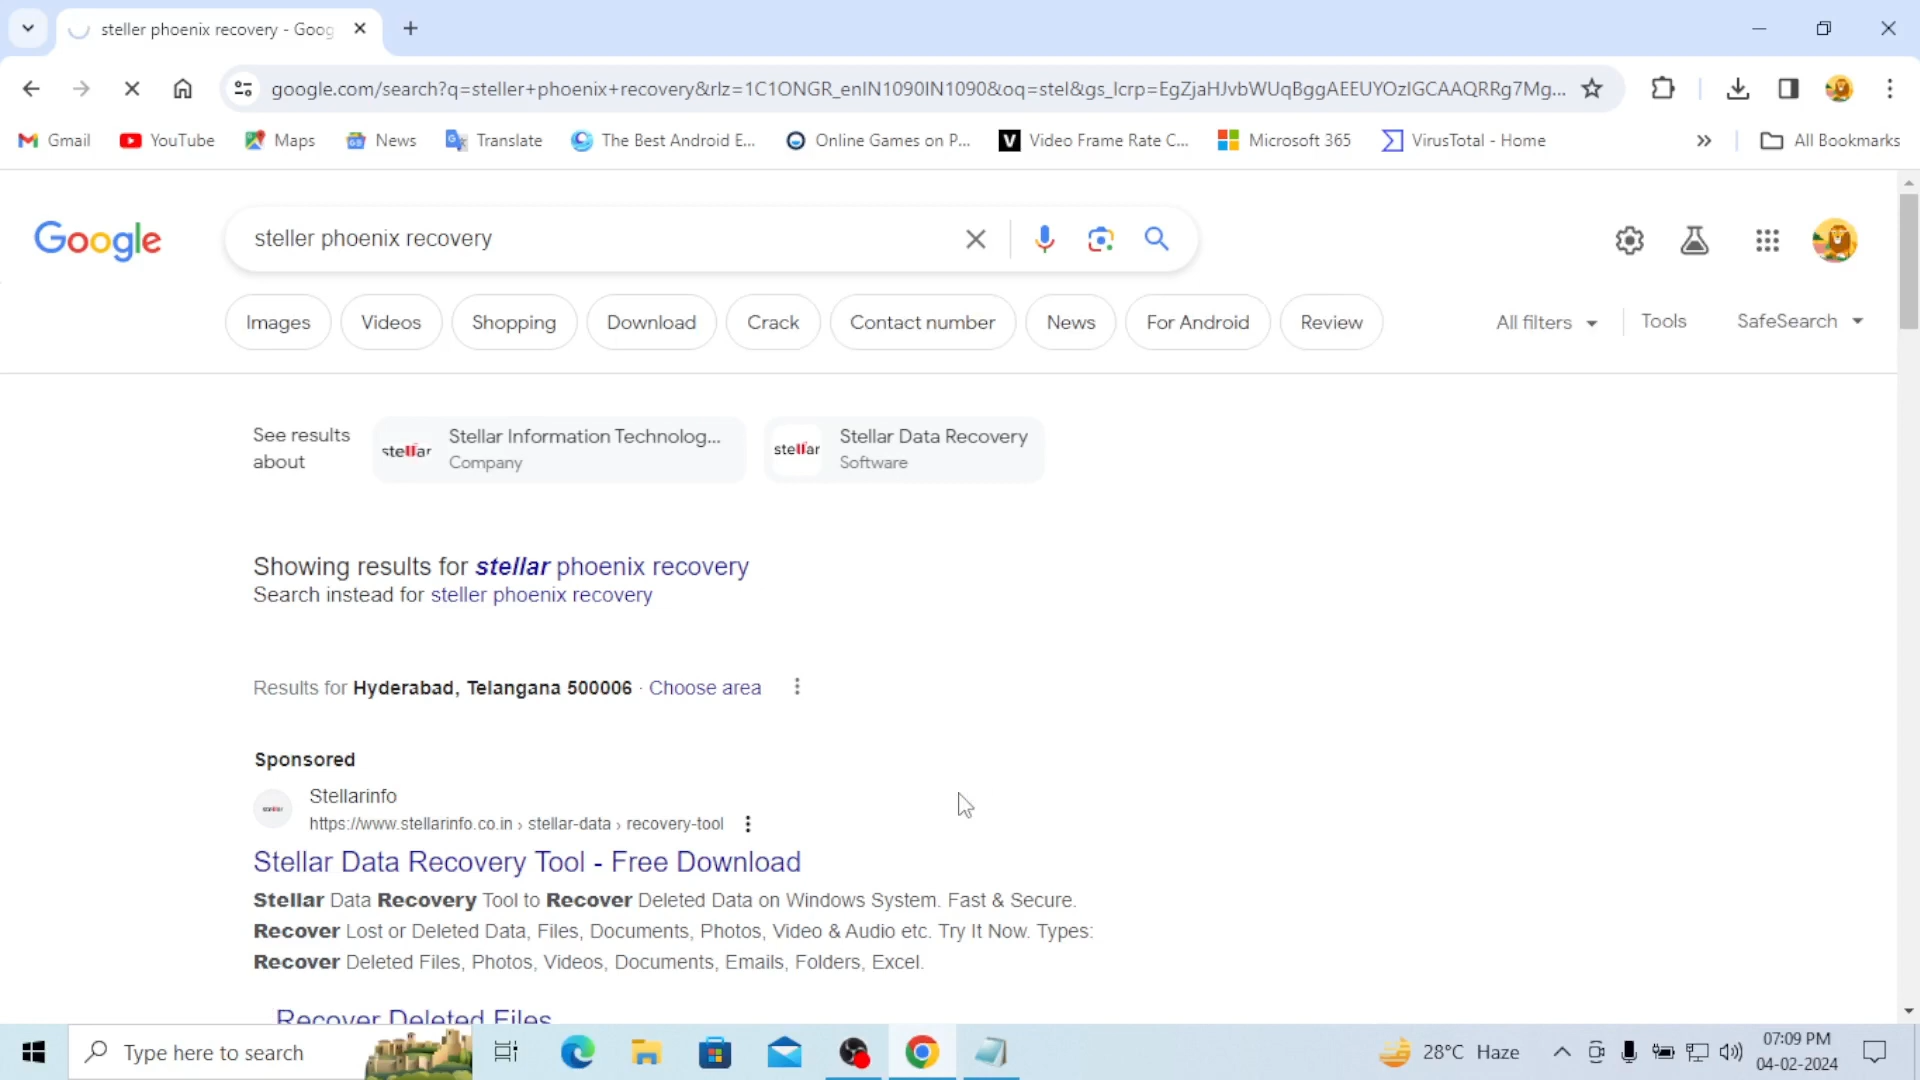 steller phoenix recovery - Goog
google.com/search?q=steller+phoenix+recovery&rlz=1C1ONGR_enIN1090IN1090&oq=stel&gs_lcrp=EgZjaHJvbWUqBggAEEUYOzIGCAAQRRg7Mg...
Gmail YouTube Maps News Translate The Best Android E... Online Games on P... Video Frame Rate C... Microsoft 365 VirusTotal - Home » All Bookmarks
Google steller phoenix recovery
Images Videos Shopping Download Crack Contact number News For Android Review All filters Tools SafeSearch
See results about
stellar Stellar Information Technolog... Company
stellar Stellar Data Recovery Software
Showing results for stellar phoenix recovery
Search instead for steller phoenix recovery
Results for Hyderabad, Telangana 500006 · Choose area
Sponsored
Stellarinfo
https://www.stellarinfo.co.in › stellar-data › recovery-tool
Stellar Data Recovery Tool - Free Download
Stellar Data Recovery Tool to Recover Deleted Data on Windows System. Fast & Secure.
Recover Lost or Deleted Data, Files, Documents, Photos, Video & Audio etc. Try It Now. Types:
Recover Deleted Files, Photos, Videos, Documents, Emails, Folders, Excel.
Recover Deleted Files
Type here to search 28°C Haze 07:09 PM
04-02-2024